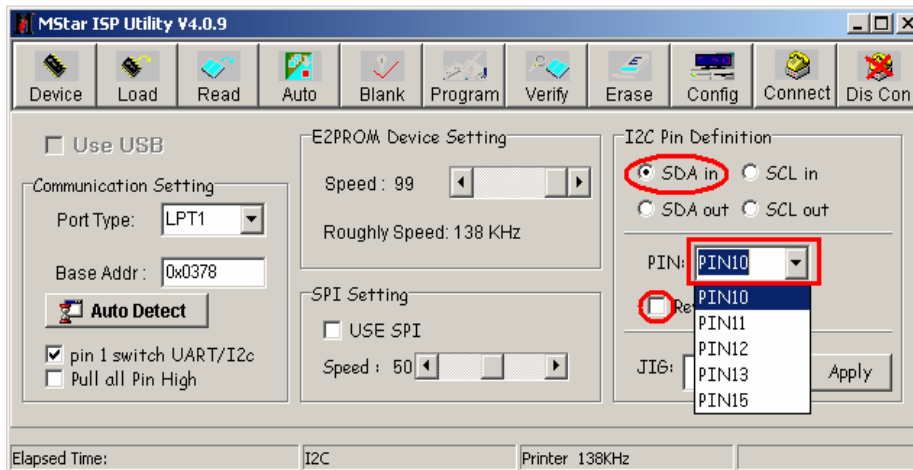 MStar ISP Utility V4.0.9
Device Load Read Auto Blank Program Verify Erase Config Connect Dis Con
Use USB
Communication Setting
Port Type: LPT1
Base Addr : 0x0378
Auto Detect
pin 1 switch UART/I2c
Pull all Pin High
E2PROM Device Setting
Speed : 99
Roughly Speed: 138 KHz
SPI Setting
USE SPI
Speed : 50
I2C Pin Definition
SDA in SCL in
SDA out SCL out
PIN: PIN10
PIN10
PIN11
PIN12
PIN13
PIN15
JIG: Apply
Elapsed Time: I2C Printer 138KHz